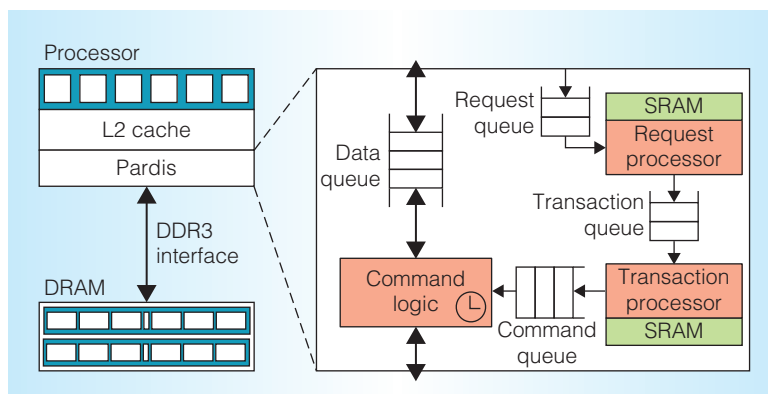 Processor
L2 cache
Pardis
DDR3
interface
DRAM
Data
queue
Request
queue
SRAM
Request
processor
Transaction
queue
Command
logic
Command
queue
Transaction
processor
SRAM